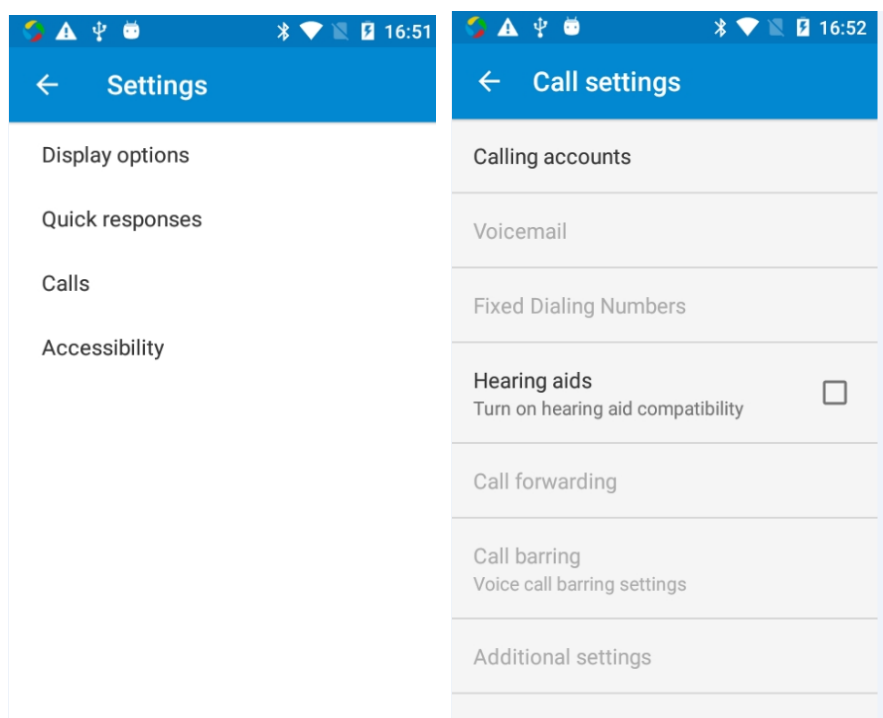 16:51
Settings
Display options
Quick responses
Calls
Accessibility
16:52
Call settings
Calling accounts
Voicemail
Fixed Dialing Numbers
Hearing aids
Turn on hearing aid compatibility
Call forwarding
Call barring
Voice call barring settings
Additional settings